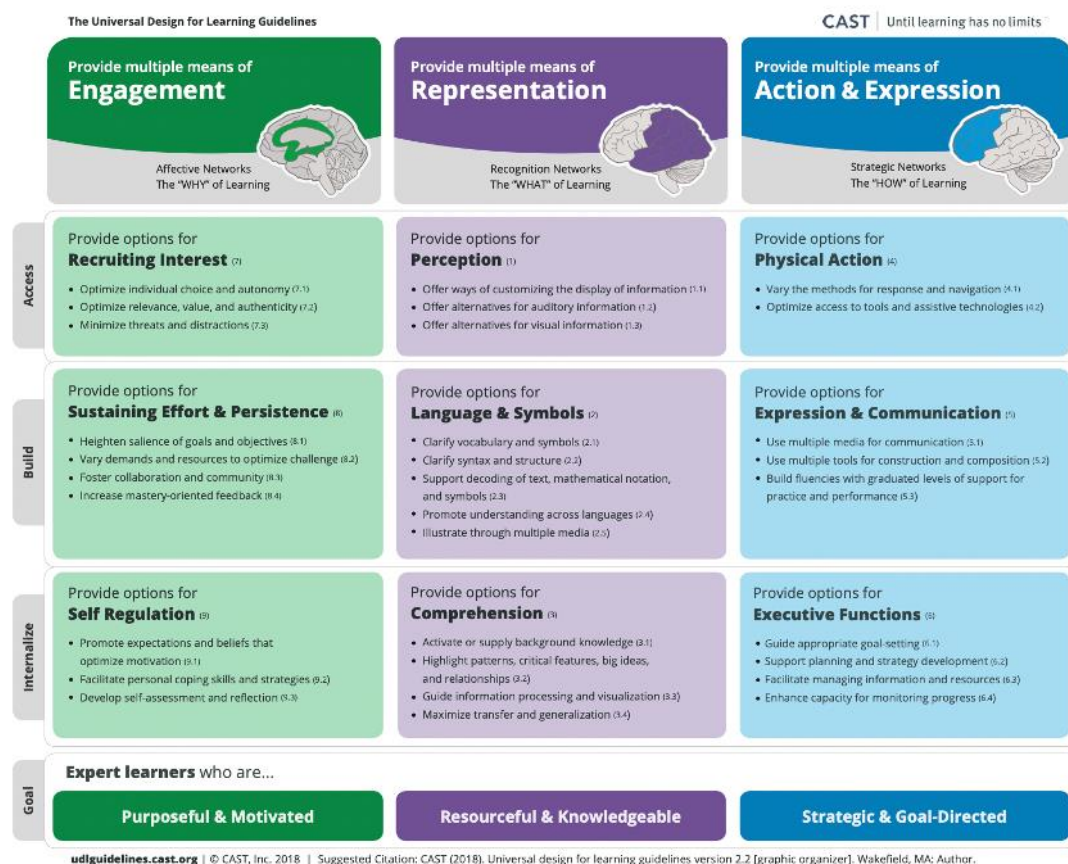 The Universal Design for Learning Guidelines
CAST | Until learning has no limits
Provide multiple means of
Engagement
Affective Networks
The "WHY" of Learning
Provide multiple means of
Representation
Recognition Networks
The "WHAT" of Learning
Provide multiple means of
Action & Expression
Strategic Networks
The "HOW" of Learning
Access
Provide options for
Recruiting Interest (7)
• Optimize individual choice and autonomy (7.1)
• Optimize relevance, value, and authenticity (7.2)
• Minimize threats and distractions (7.3)
Provide options for
Perception (1)
• Offer ways of customizing the display of information (1.1)
• Offer alternatives for auditory information (1.2)
• Offer alternatives for visual information (1.3)
Provide options for
Physical Action (4)
• Vary the methods for response and navigation (4.1)
• Optimize access to tools and assistive technologies (4.2)
Build
Provide options for
Sustaining Effort & Persistence (8)
• Heighten salience of goals and objectives (8.1)
• Vary demands and resources to optimize challenge (8.2)
• Foster collaboration and community (8.3)
• Increase mastery-oriented feedback (8.4)
Provide options for
Language & Symbols (2)
• Clarify vocabulary and symbols (2.1)
• Clarify syntax and structure (2.2)
• Support decoding of text, mathematical notation,
and symbols (2.3)
• Promote understanding across languages (2.4)
• Illustrate through multiple media (2.5)
Provide options for
Expression & Communication (5)
• Use multiple media for communication (5.1)
• Use multiple tools for construction and composition (5.2)
• Build fluencies with graduated levels of support for
practice and performance (5.3)
Internalize
Provide options for
Self Regulation (9)
• Promote expectations and beliefs that
optimize motivation (9.1)
• Facilitate personal coping skills and strategies (9.2)
• Develop self-assessment and reflection (9.3)
Provide options for
Comprehension (3)
• Activate or supply background knowledge (3.1)
• Highlight patterns, critical features, big ideas,
and relationships (3.2)
• Guide information processing and visualization (3.3)
• Maximize transfer and generalization (3.4)
Provide options for
Executive Functions (6)
• Guide appropriate goal-setting (6.1)
• Support planning and strategy development (6.2)
• Facilitate managing information and resources (6.3)
• Enhance capacity for monitoring progress (6.4)
Goal
Expert learners who are...
Purposeful & Motivated
Resourceful & Knowledgeable
Strategic & Goal-Directed
udlguidelines.cast.org | © CAST, Inc. 2018 | Suggested Citation: CAST (2018). Universal design for learning guidelines version 2.2 [graphic organizer]. Wakefield, MA: Author.